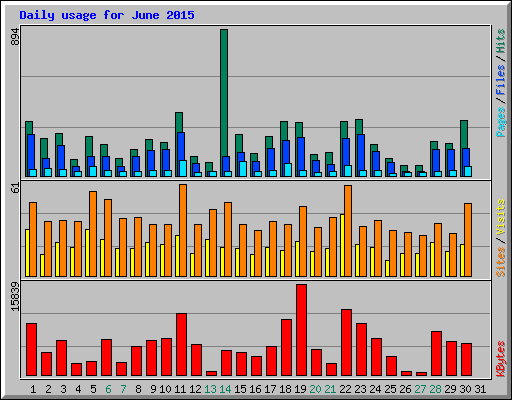 Daily usage for June 2015
894
Pages / Files / Hits
61
Sites / Visits
15839
KBytes
1 2 3 4 5 6 7 8 9 10 11 12 13 14 15 16 17 18 19 20 21 22 23 24 25 26 27 28 29 30 31